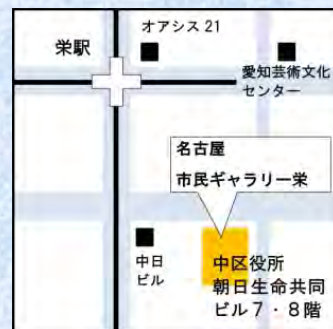 オアシス 21
栄駅
愛知芸術文化
センター
名古屋
市民ギャラリー栄
中日
ビル
中区役所
朝日生命共同
ビル７・８階